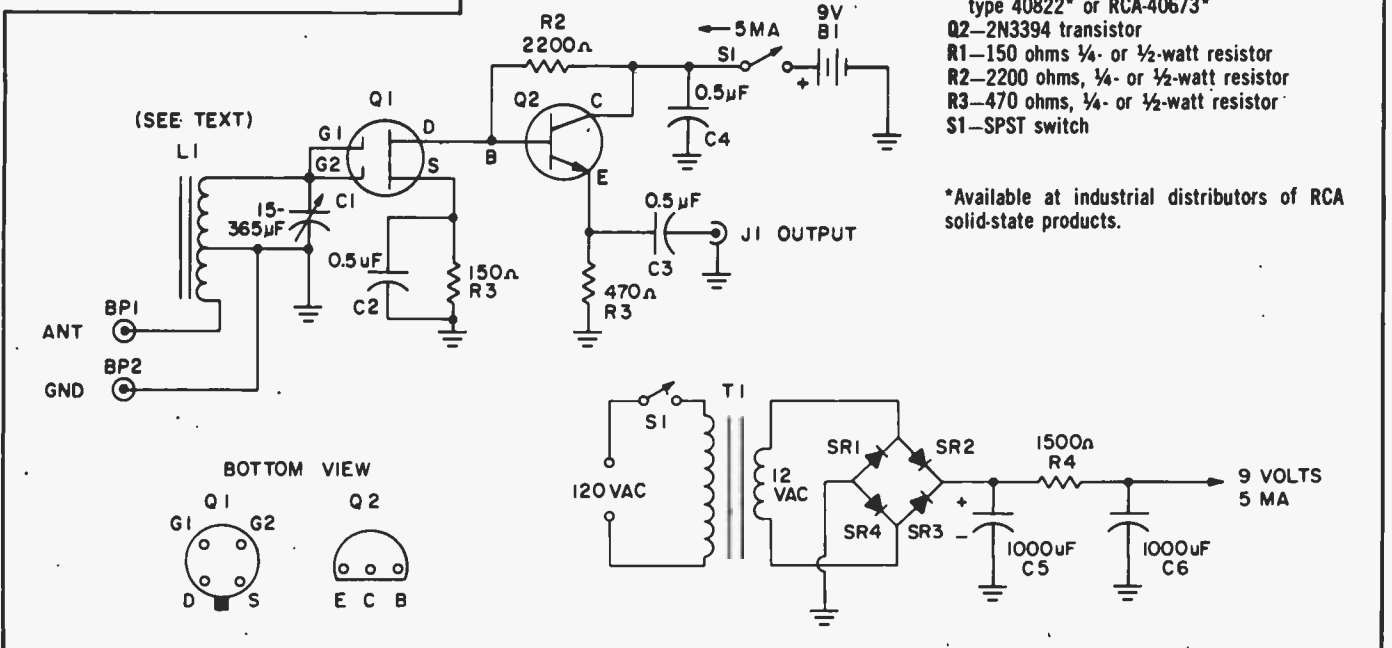 type 40822* or RCA-40673*
Q2—2N3394 transistor
R1—150 ohms ¼- or ½-watt resistor
R2—2200 ohms, ¼- or ½-watt resistor
R3—470 ohms, ¼- or ½-watt resistor
S1—SPST switch
*Available at industrial distributors of RCA
solid-state products.
R2
2200Ω
5MA
S1
9V
B1
+
0.5µF
C4
(SEE TEXT)
L1
Q1
G1
G2
D
S
Q2
C
B
E
C1
15-
365µF
0.5uF
C2
150Ω
R3
0.5µF
C3
J1 OUTPUT
470Ω
R3
BP1
ANT
BP2
GND
S1
T1
120VAC
12
VAC
SR1
SR2
SR4
SR3
+
−
1500Ω
R4
1000uF
C5
1000uF
C6
9 VOLTS
5 MA
BOTTOM VIEW
Q1
G1
G2
D
S
Q2
E C B